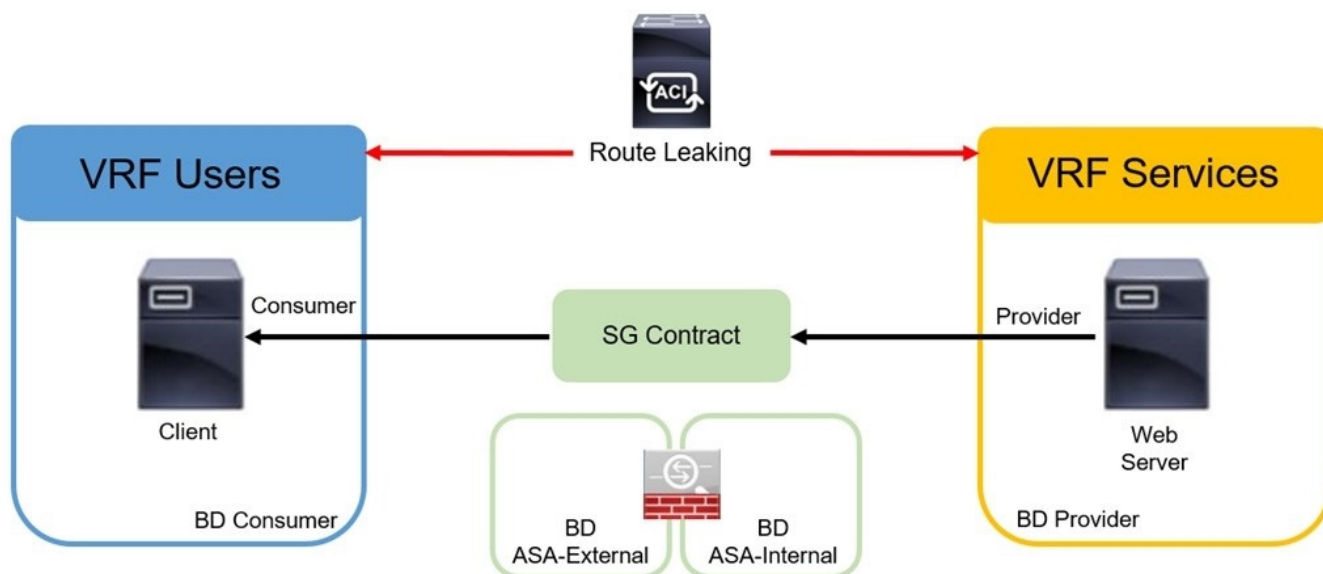 ACI
Route Leaking
VRF Users
VRF Services
Consumer
SG Contract
Provider
Client
Web
Server
BD Consumer
BD
ASA-External
BD
ASA-Internal
BD Provider